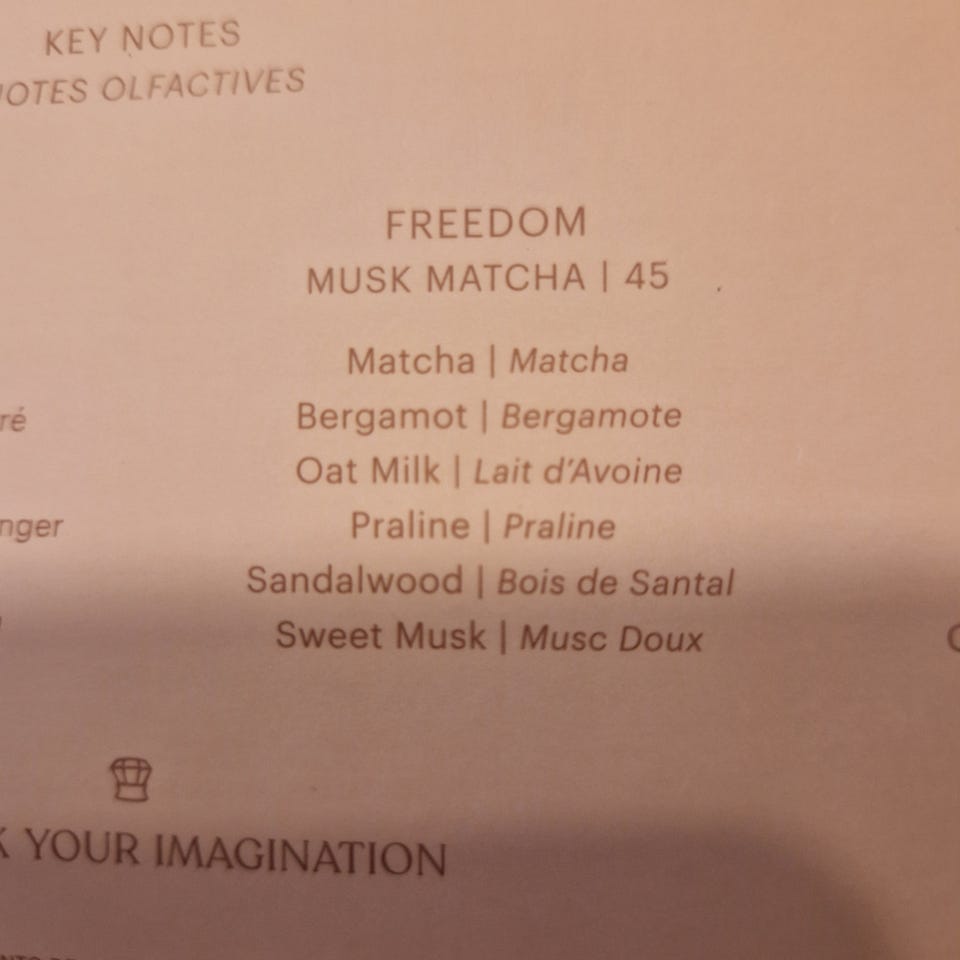 KEY NOTES
OLFACTIVES
FREEDOM
MUSK MATCHA | 45
Matcha | Matcha
Bergamot | Bergamote
Oat Milk | Lait d'Avoine
Praline | Praline
Sandalwood | Bois de Santal
Sweet Musk | Musc Doux
YOUR IMAGINATION